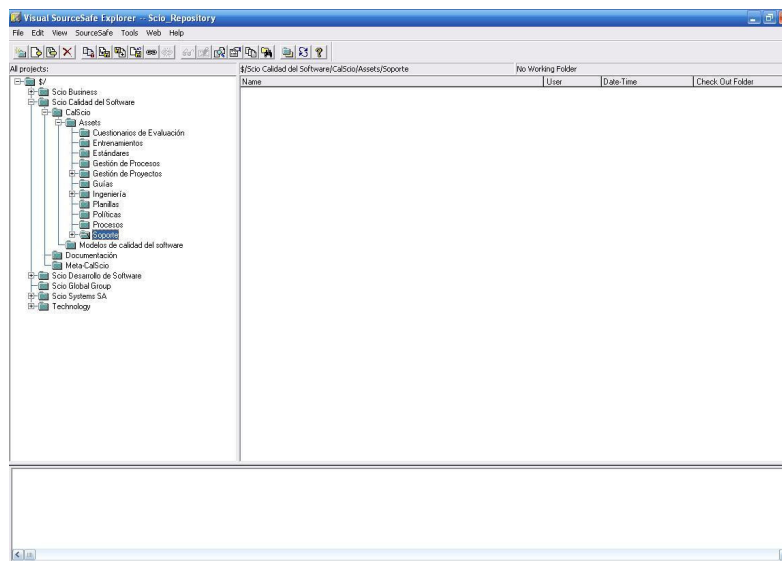 Visual SourceSafe Explorer -- Scio_Repository
File Edit View SourceSafe Tools Web Help
All projects:
$/Scio Calidad del Software/CalScio/Assets/Soporte
No Working Folder
Name User Date-Time Check Out Folder
$/
Scio Business
Scio Calidad del Software
CalScio
Assets
Cuestionarios de Evaluación
Entrenamientos
Estándares
Gestión de Procesos
Gestión de Proyectos
Guías
Ingeniería
Planillas
Políticas
Procesos
Soporte
Modelos de calidad del software
Documentación
Meta-CalScio
Scio Desarrollo de Software
Scio Global Group
Scio Systems SA
Technology